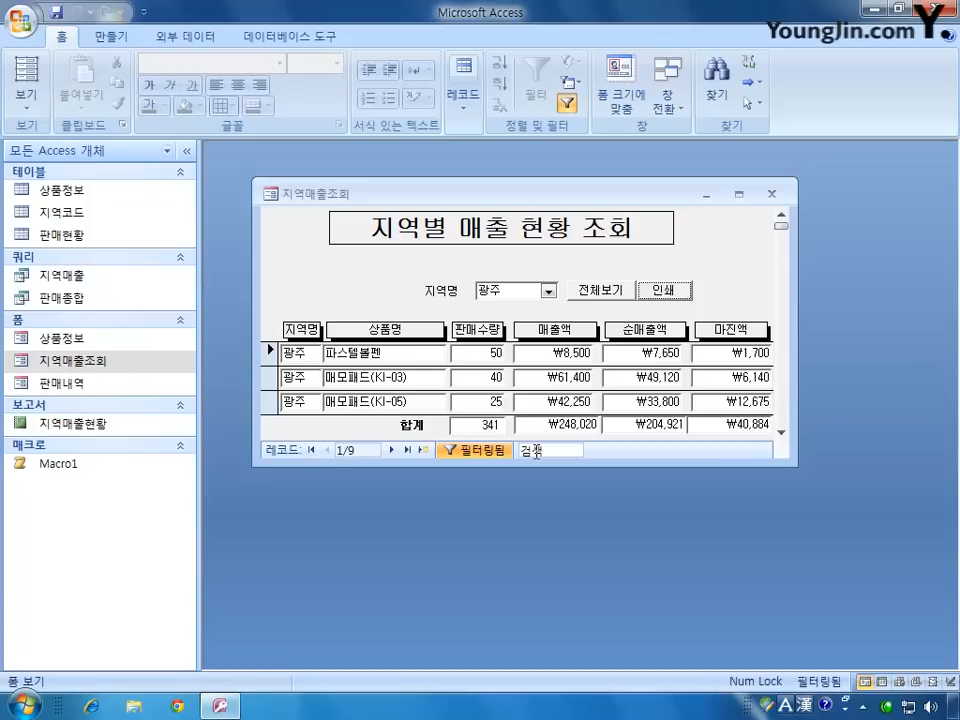 Microsoft Access
YoungJin.com Y.
홈 만들기 외부 데이터 데이터베이스 도구
보기 붙여넣기 가 가 가 레코드 필터 폼 크기에 맞춤 창 전환 찾기
보기 클립보드 글꼴 서식 있는 텍스트 정렬 및 필터 창 찾기
모든 Access 개체
테이블
상품정보
지역코드
판매현황
쿼리
지역매출
판매종합
폼
상품정보
지역매출조회
판매내역
보고서
지역매출현황
매크로
Macro1
지역매출조회
지역별 매출 현황 조회
지역명 광주 전체보기 인쇄
지역명 상품명 판매수량 매출액 순매출액 마진액
광주 파스텔볼펜 50 ₩8,500 ₩7,650 ₩1,700
광주 매모패드(KI-03) 40 ₩61,400 ₩49,120 ₩6,140
광주 매모패드(KI-05) 25 ₩42,250 ₩33,800 ₩12,675
합계 341 ₩248,020 ₩204,921 ₩40,884
레코드: 1/9 필터링됨 검색
폼 보기 Num Lock 필터링됨
A 漢